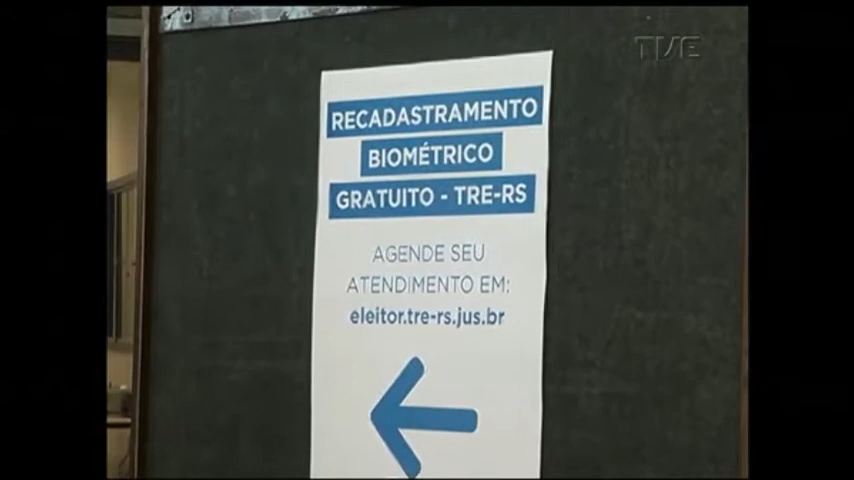 TVE
RECADASTRAMENTO
BIOMÉTRICO
GRATUITO - TRE-RS
AGENDE SEU
ATENDIMENTO EM:
eleitor.tre-rs.jus.br